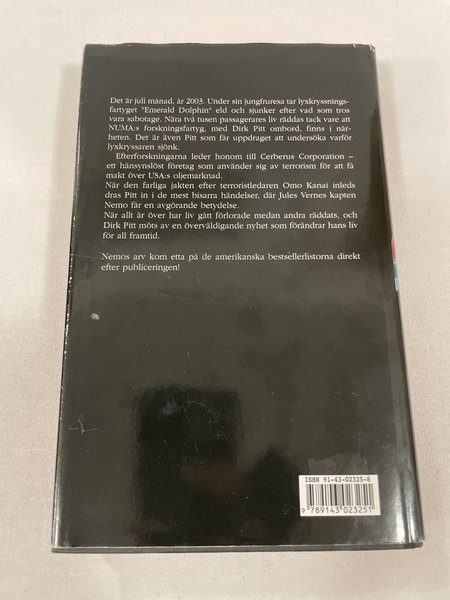 Det är juli månad, år 2003. Under sin jungfruresa tar lyxkryssnings-
fartyget "Emerald Dolphin" eld och sjunker efter vad som tros
vara sabotage. Nära två tusen passagerares liv räddas tack vare att
NUMA:s forskningsfartyg, med Dirk Pitt ombord, finns i när-
heten. Det är även Pitt som får uppdraget att undersöka varför
lyxkryssaren sjönk.
Efterforskningarna leder honom till Cerberus Corporation –
ett hänsynslöst företag som använder sig av terrorism för att få
makt över USA:s oljemarknad.
När den farliga jakten efter terroristledaren Omo Kanai inleds
dras Pitt in i de mest bisarra händelser, där Jules Vernes kapten
Nemo får en avgörande betydelse.
När allt är över har liv gått förlorade medan andra räddats, och
Dirk Pitt möts av en överväldigande nyhet som förändrar hans liv
för all framtid.
Nemos arv kom etta på de amerikanska bestsellerlistorna direkt
efter publiceringen!
ISBN 91-43-02325-8
9 789143 023251